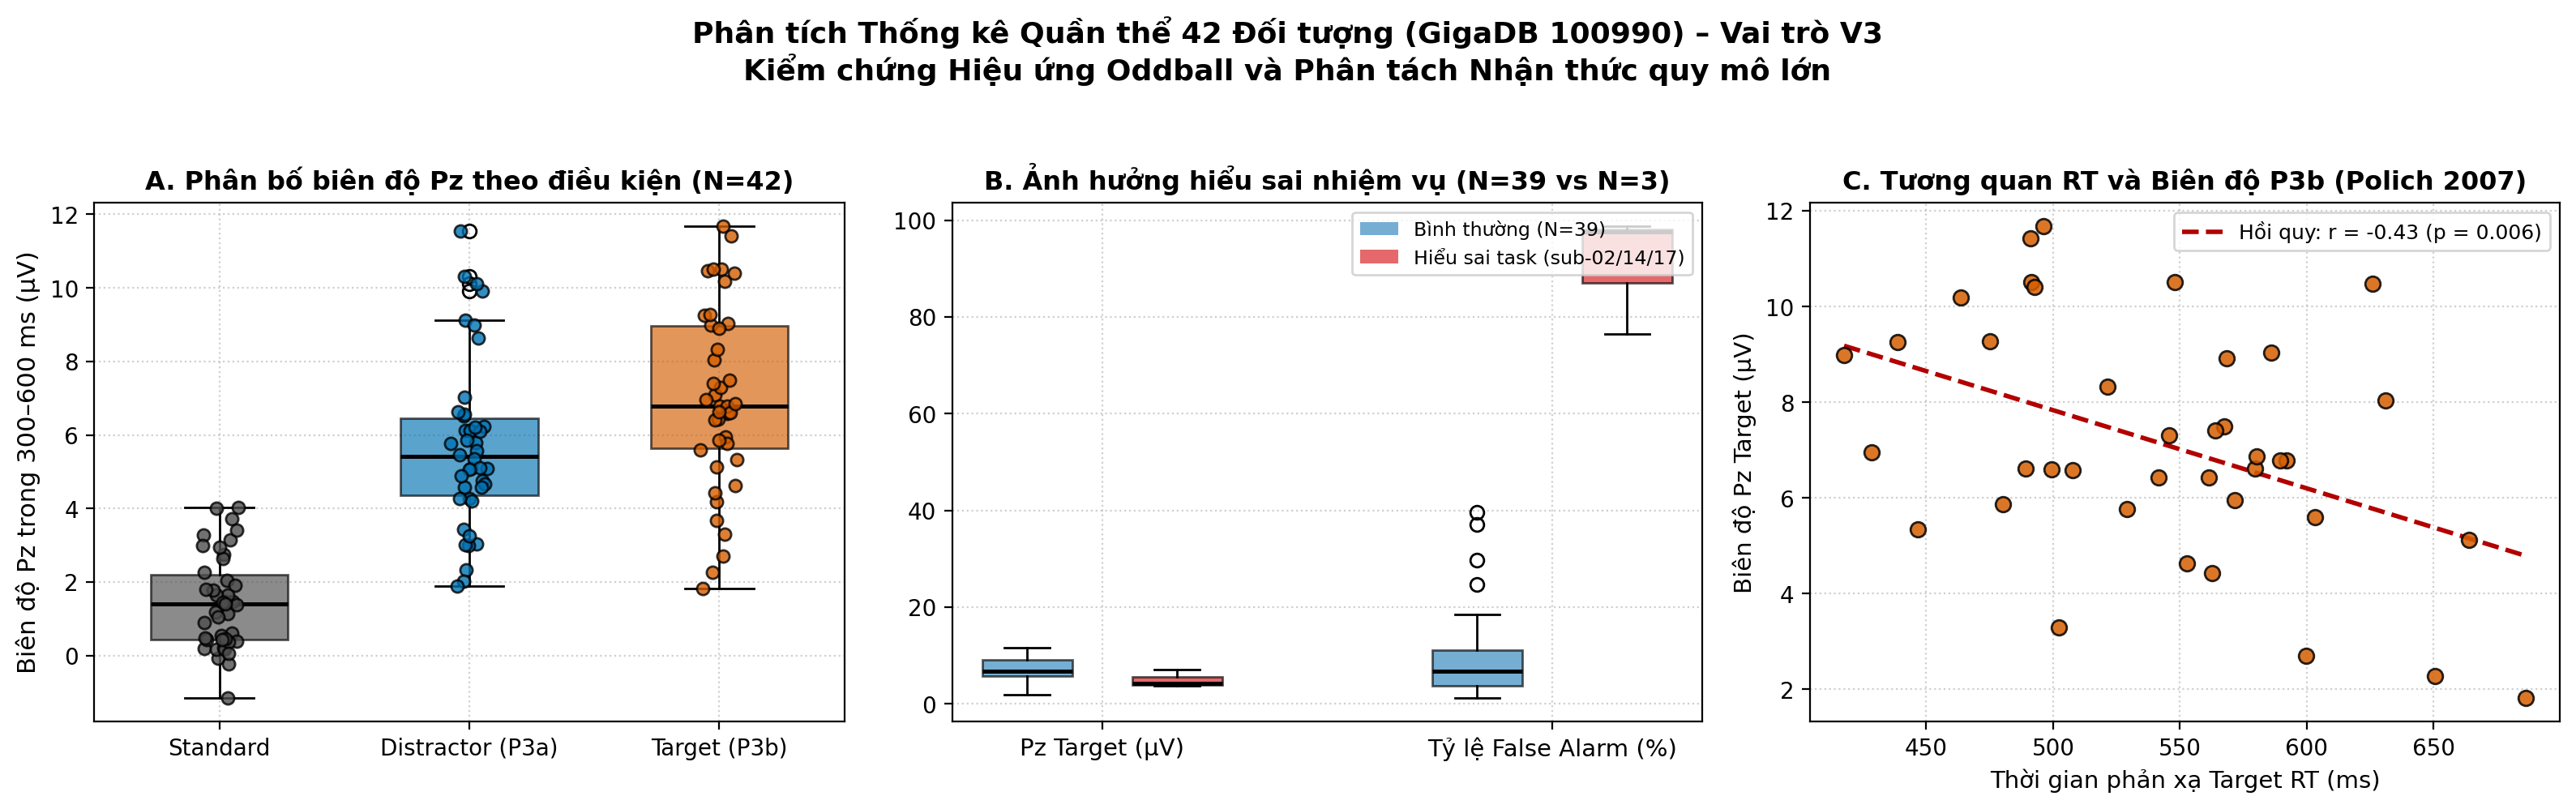 Phân tích Thống kê Quần thể 42 Đối tượng (GigaDB 100990) – Vai trò V3
Kiểm chứng Hiệu ứng Oddball và Phân tách Nhận thức quy mô lớn
A. Phân bố biên độ Pz theo điều kiện (N=42)
Biên độ Pz trong 300–600 ms (µV)
12
10
8
6
4
2
0
Standard
Distractor (P3a)
Target (P3b)
B. Ảnh hưởng hiểu sai nhiệm vụ (N=39 vs N=3)
Bình thường (N=39)
Hiểu sai task (sub-02/14/17)
100
80
60
40
20
0
Pz Target (µV)
Tỷ lệ False Alarm (%)
C. Tương quan RT và Biên độ P3b (Polich 2007)
Hồi quy: r = -0.43 (p = 0.006)
Biên độ Pz Target (µV)
12
10
8
6
4
2
450
500
550
600
650
Thời gian phản xạ Target RT (ms)